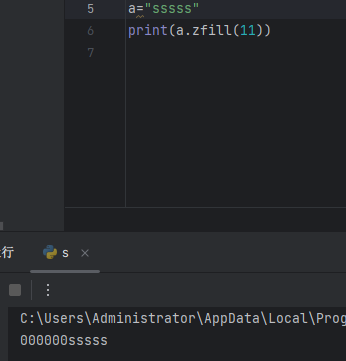 5 a="sssss"
6 print(a.zfill(11))
7
行 s ×
C:\Users\Administrator\AppData\Local\Prog
000000sssss